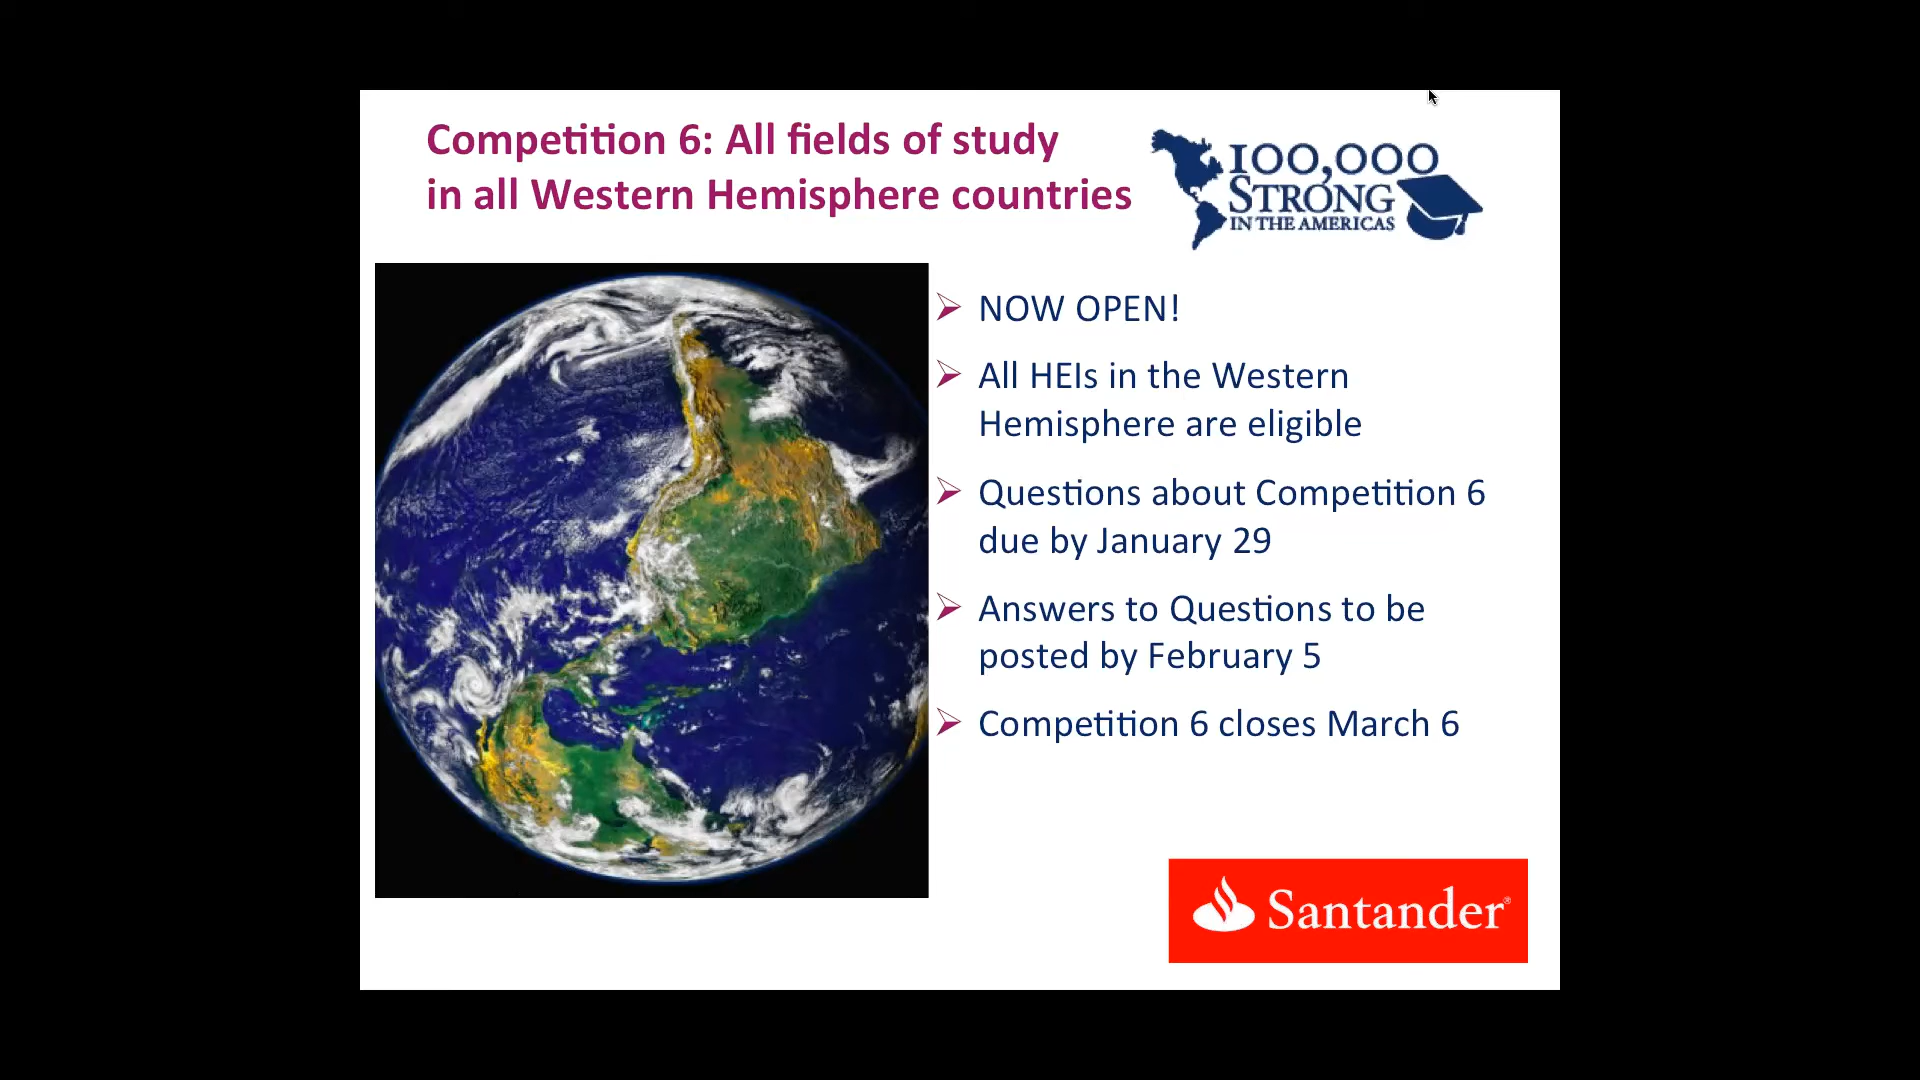 Competition 6: All fields of study
in all Western Hemisphere countries
100,000
STRONG
IN THE AMERICAS
NOW OPEN!
All HEIs in the Western
Hemisphere are eligible
Questions about Competition 6
due by January 29
Answers to Questions to be
posted by February 5
Competition 6 closes March 6
Santander®